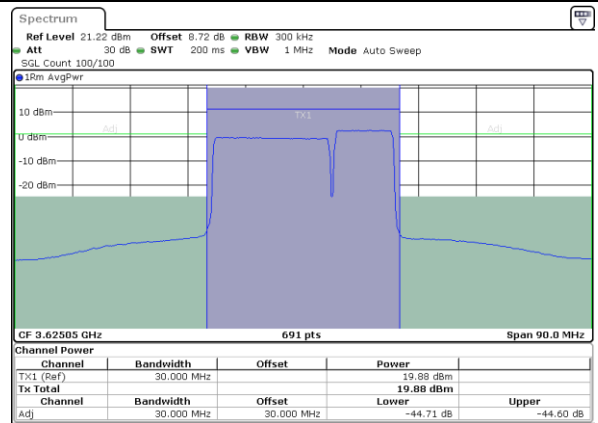 Spectrum
Ref Level 21.22 dBm Offset 8.72 dB RBW 300 kHz
Att 30 dB SWT 200 ms VBW 1 MHz Mode Auto Sweep
SGL Count 100/100
1Rm AvgPwr
10 dBm
TX1
Adj Adj
0 dBm
-10 dBm
-20 dBm
CF 3.62505 GHz 691 pts Span 90.0 MHz
Channel Power
Channel Bandwidth Offset Power
TX1 (Ref) 30.000 MHz 19.88 dBm
Tx Total 19.88 dBm
Channel Bandwidth Offset Lower Upper
Adj 30.000 MHz 30.000 MHz -44.71 dB -44.60 dB